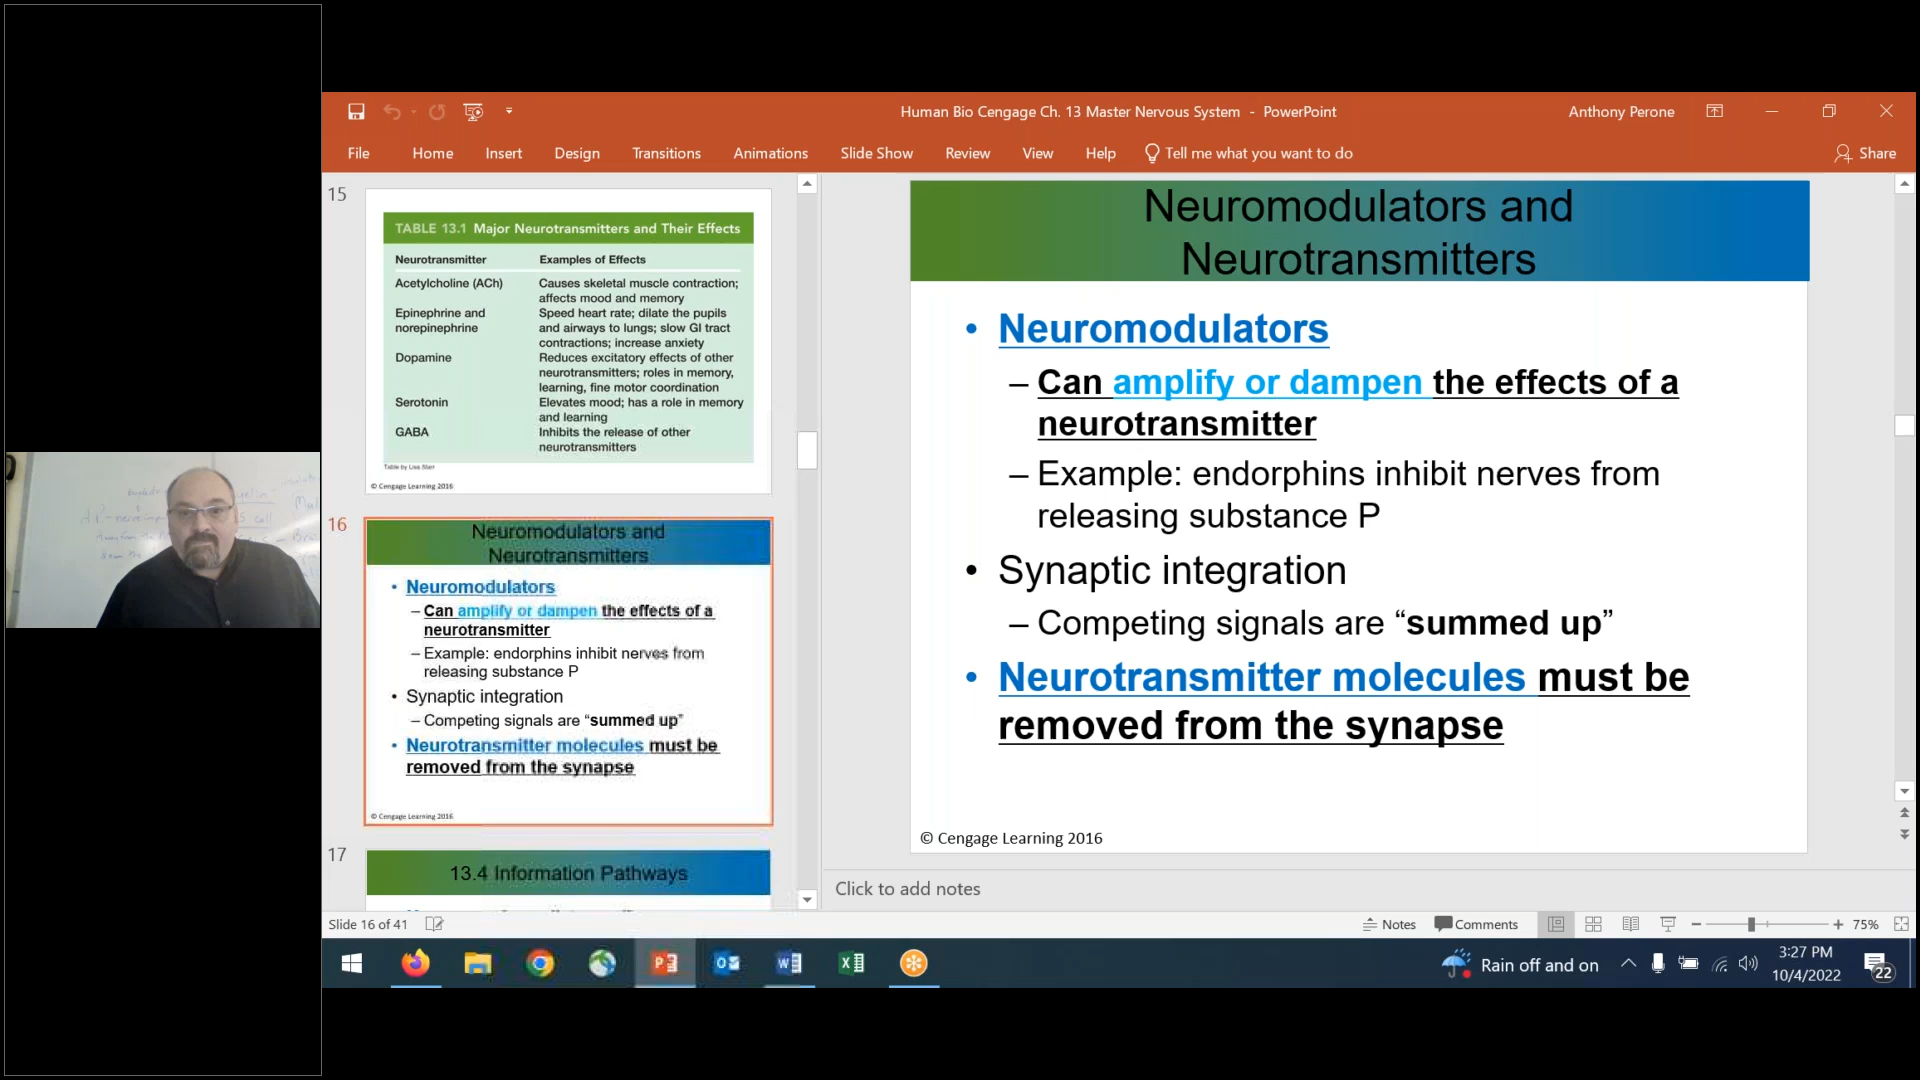 Human Bio Cengage Ch. 13 Master Nervous System - PowerPoint
Anthony Perone
File Home Insert Design Transitions Animations Slide Show Review View Help Tell me what you want to do Share
15
TABLE 13.1 Major Neurotransmitters and Their Effects
Neurotransmitter Examples of Effects
Acetylcholine (ACh) Causes skeletal muscle contraction;
affects mood and memory
Epinephrine and Speed heart rate; dilate the pupils
norepinephrine and airways to lungs; slow GI tract
contractions; increase anxiety
Dopamine Reduces excitatory effects of other
neurotransmitters; roles in memory,
learning, fine motor coordination
Serotonin Elevates mood; has a role in memory
and learning
GABA Inhibits the release of other
neurotransmitters
Table by Lisa Starr
© Cengage Learning 2016
16
Neuromodulators and
Neurotransmitters
• Neuromodulators
– Can amplify or dampen the effects of a
neurotransmitter
– Example: endorphins inhibit nerves from
releasing substance P
• Synaptic integration
– Competing signals are “summed up”
• Neurotransmitter molecules must be
removed from the synapse
© Cengage Learning 2016
17
13.4 Information Pathways
Neuromodulators and
Neurotransmitters
• Neuromodulators
– Can amplify or dampen the effects of a
neurotransmitter
– Example: endorphins inhibit nerves from
releasing substance P
• Synaptic integration
– Competing signals are “summed up”
• Neurotransmitter molecules must be
removed from the synapse
© Cengage Learning 2016
Click to add notes
Slide 16 of 41
Notes Comments 75%
Rain off and on
3:27 PM
10/4/2022
22